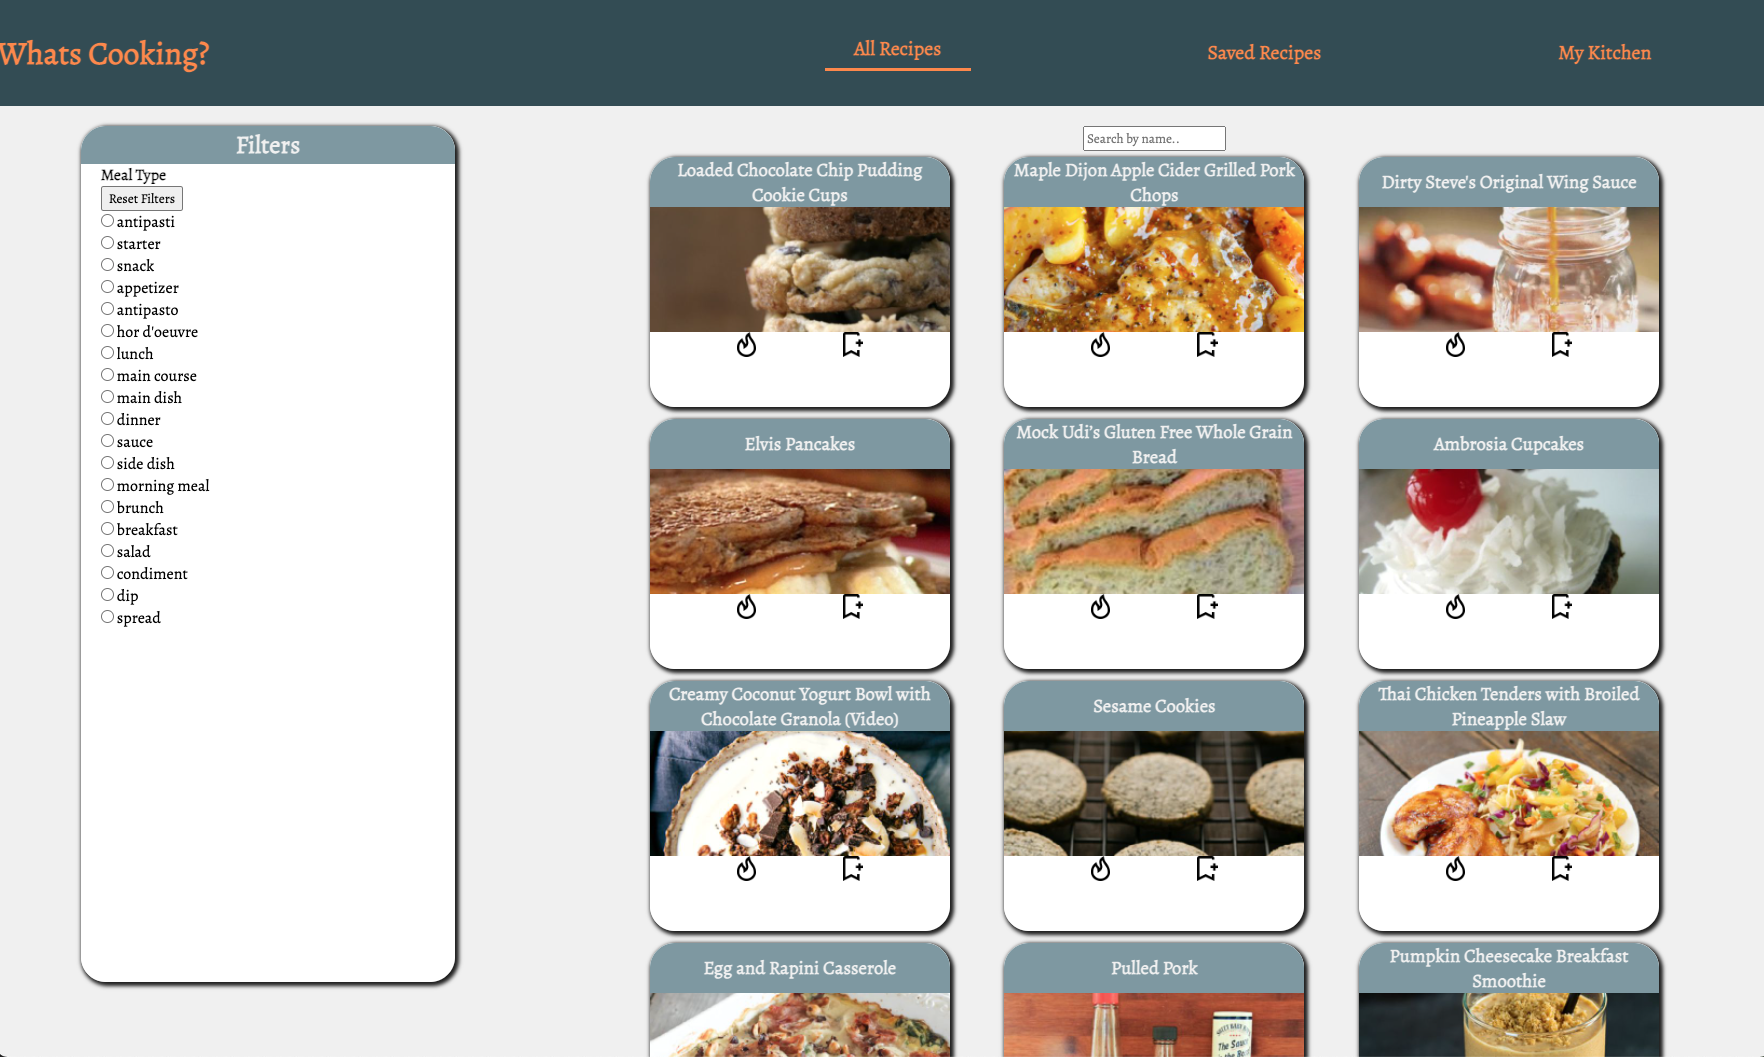 Whats Cooking?
All Recipes
Saved Recipes
My Kitchen
Filters
Meal Type
Reset Filters
antipasti
starter
snack
appetizer
antipasto
hor d'oeuvre
lunch
main course
main dish
dinner
sauce
side dish
morning meal
brunch
breakfast
salad
condiment
dip
spread
Search by name..
Loaded Chocolate Chip Pudding
Cookie Cups
Maple Dijon Apple Cider Grilled Pork
Chops
Dirty Steve's Original Wing Sauce
Elvis Pancakes
Mock Udi's Gluten Free Whole Grain
Bread
Ambrosia Cupcakes
Creamy Coconut Yogurt Bowl with
Chocolate Granola (Video)
Sesame Cookies
Thai Chicken Tenders with Broiled
Pineapple Slaw
Egg and Rapini Casserole
Pulled Pork
The Sauce
Pumpkin Cheesecake Breakfast
Smoothie